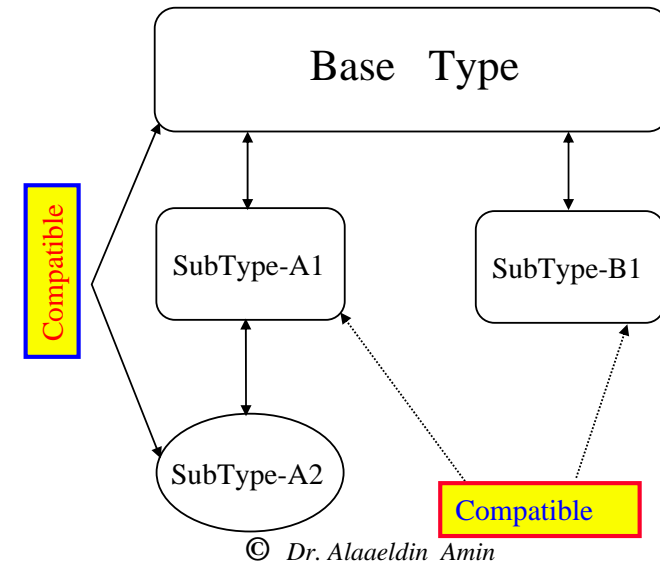 Base Type
Compatible
SubType-A1
SubType-B1
SubType-A2
Compatible
© Dr. Alaaeldin Amin